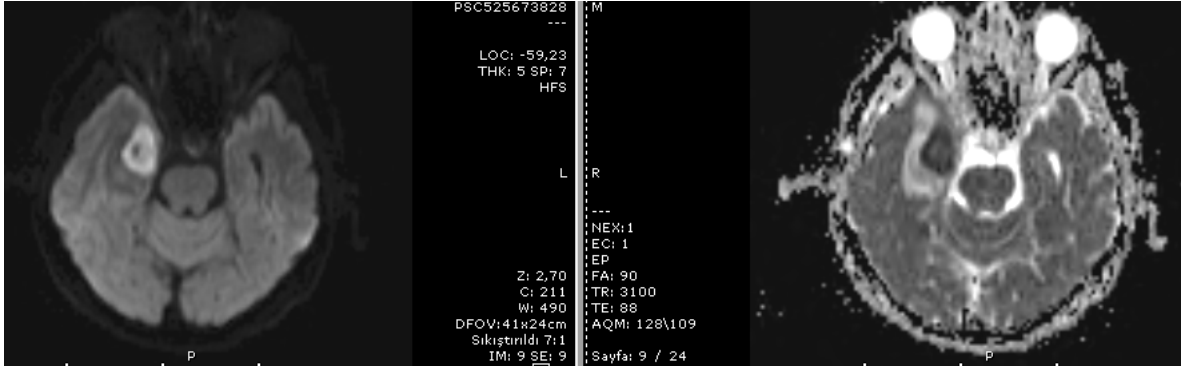 PSC525673828
---
LOC: -59,23
THK: 5 SP: 7
HFS
L
Z: 2,70
C: 211
W: 490
DFOV:41x24cm
Sıkıştırıldı 7:1
IM: 9 SE: 9
P
M
R
---
NEX:1
EC: 1
EP
FA: 90
TR: 3100
TE: 88
AQM: 128\109
Sayfa: 9 / 24
P